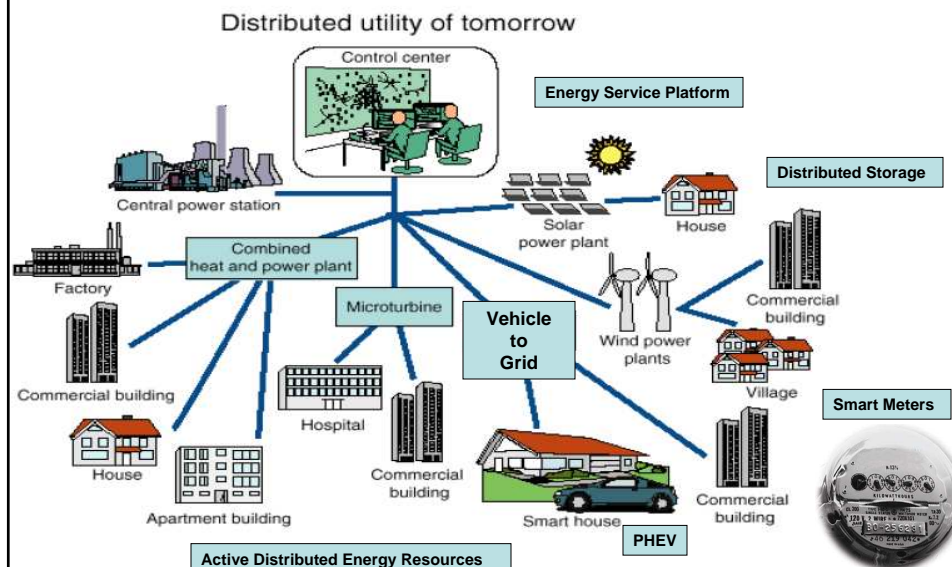 Distributed utility of tomorrow
Control center
Energy Service Platform
Central power station
Solar
power plant
House
Distributed Storage
Combined
heat and power plant
Factory
Microturbine
Vehicle
to
Grid
Wind power
plants
Commercial
building
Village
Commercial building
House
Apartment building
Hospital
Commercial
building
Smart house
Commercial
building
Smart Meters
KILOWATTHOURS
PHEV
Active Distributed Energy Resources